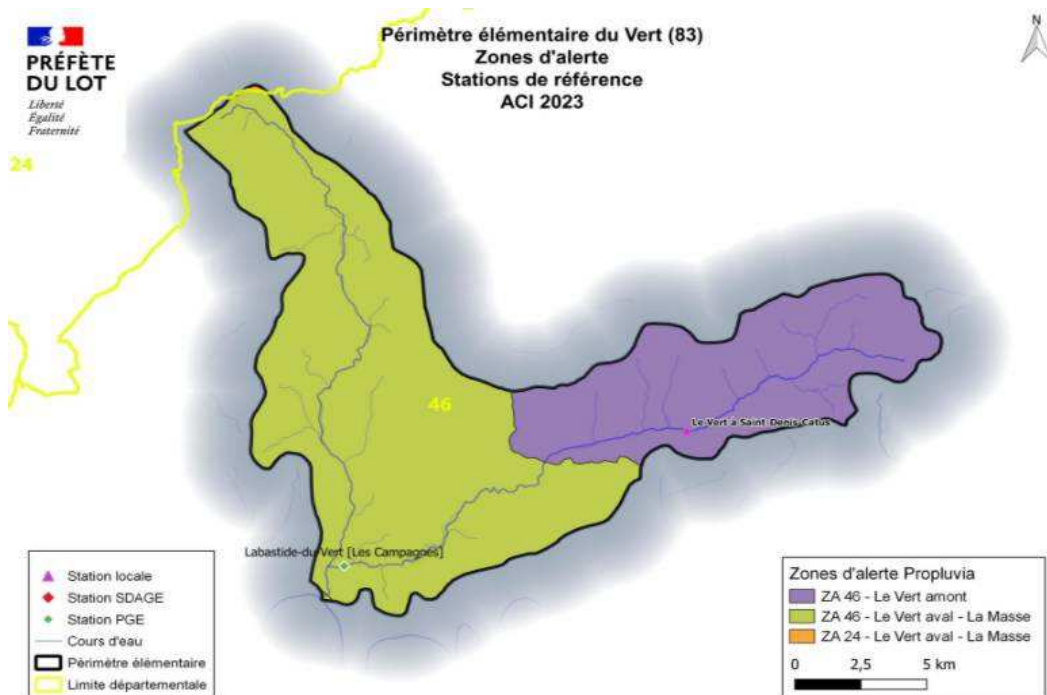 PRÉFÈTE
DU LOT
Liberté
Égalité
Fraternité
Périmètre élémentaire du Vert (83)
Zones d'alerte
Stations de référence
ACI 2023
N
24
46
Le Vert à Saint-Denis-Catus
Labastide-du-Vert [Les Campagnes]
Station locale
Station SDAGE
Station PGE
Cours d'eau
Périmètre élémentaire
Limite départementale
Zones d'alerte Propluvia
ZA 46 - Le Vert amont
ZA 46 - Le Vert aval - La Masse
ZA 24 - Le Vert aval - La Masse
0 2,5 5 km